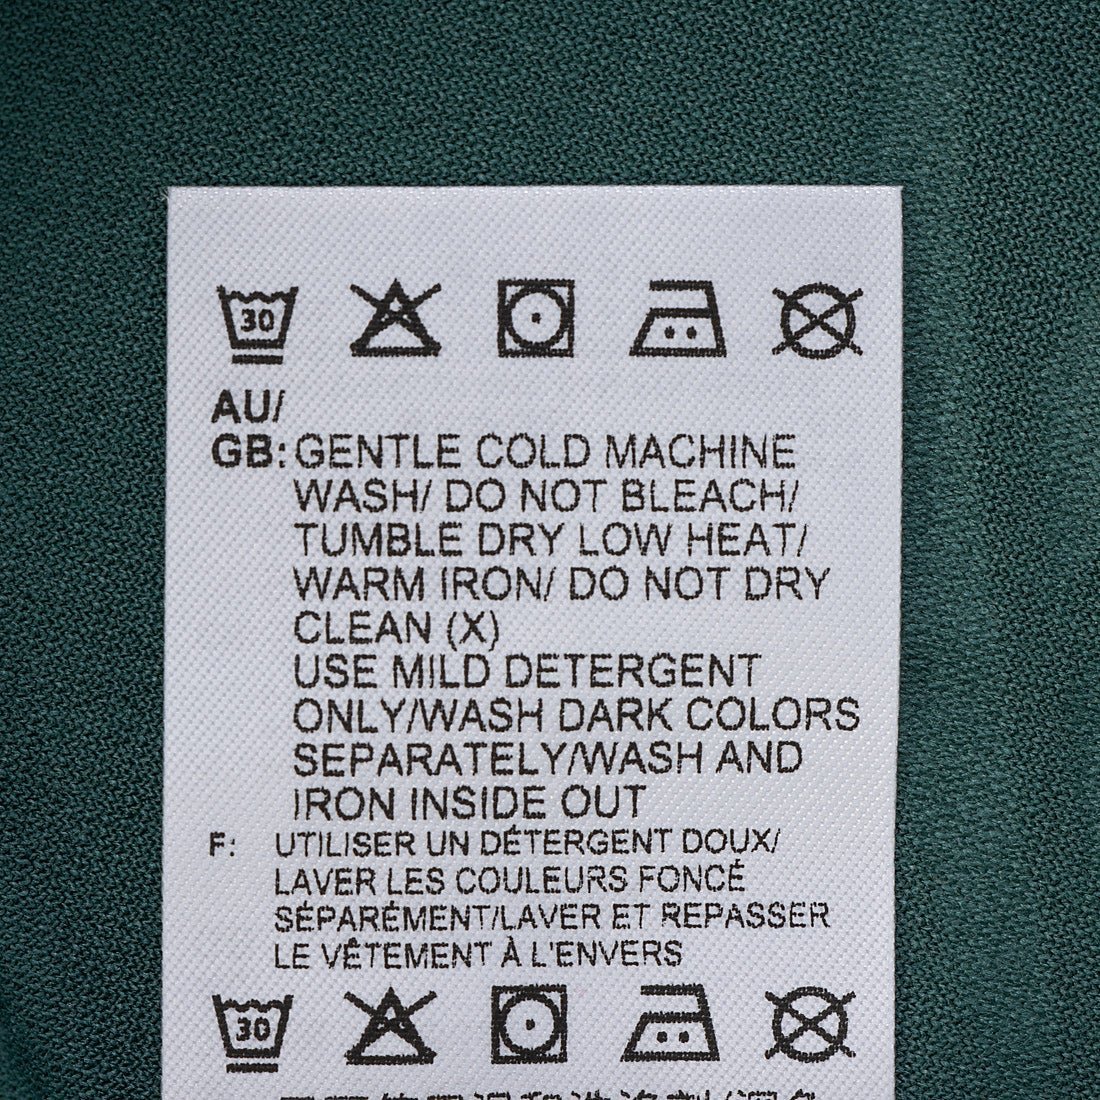 30
AU/
GB: GENTLE COLD MACHINE
WASH/ DO NOT BLEACH/
TUMBLE DRY LOW HEAT/
WARM IRON/ DO NOT DRY
CLEAN (X)
USE MILD DETERGENT
ONLY/WASH DARK COLORS
SEPARATELY/WASH AND
IRON INSIDE OUT
F: UTILISER UN DÉTERGENT DOUX/
LAVER LES COULEURS FONCÉ
SÉPARÉMENT/LAVER ET REPASSER
LE VÊTEMENT À L'ENVERS
30